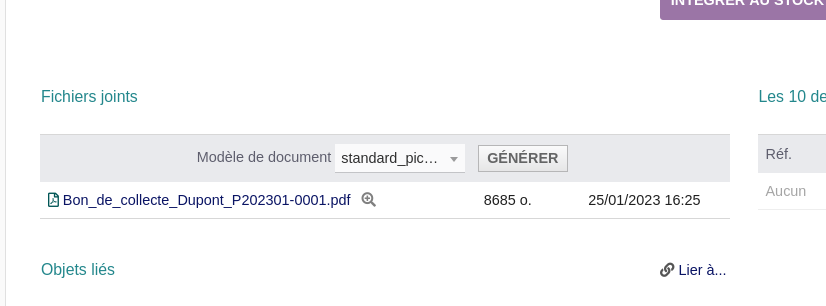 INTÉGRER AU STOCK
Fichiers joints
Les 10 de
Modèle de document standard_pic... GÉNÉRER
Réf.
Bon_de_collecte_Dupont_P202301-0001.pdf 8685 o. 25/01/2023 16:25
Aucun
Objets liés
Lier à...